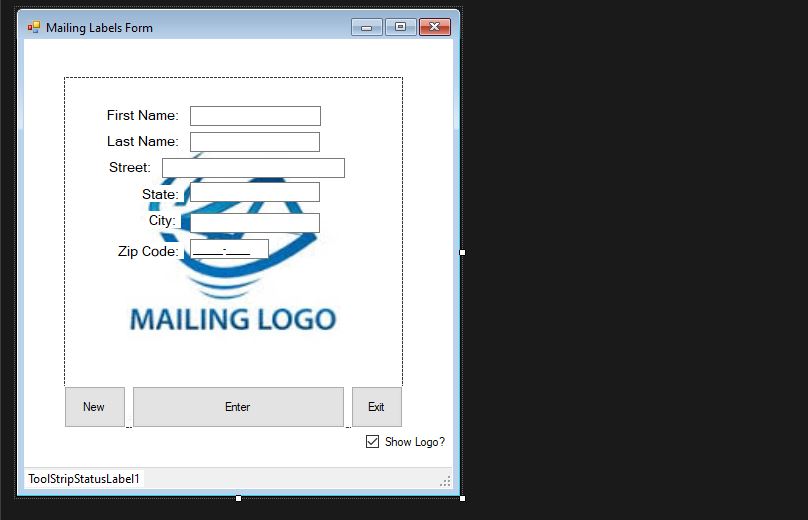 Mailing Labels Form
First Name:
Last Name:
Street:
State:
City:
Zip Code: _____-____
MAILING LOGO
New Enter Exit
Show Logo?
ToolStripStatusLabel1